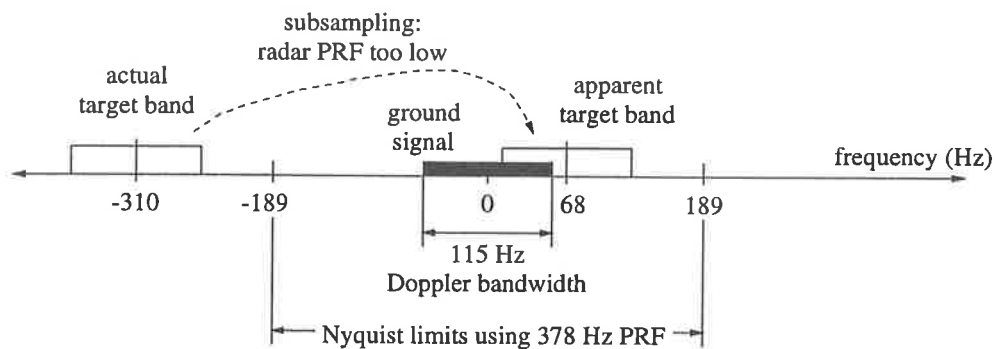 subsampling:
radar PRF too low
actual
target band
ground
signal
apparent
target band
frequency (Hz)
-310
-189
0
68
189
115 Hz
Doppler bandwidth
Nyquist limits using 378 Hz PRF